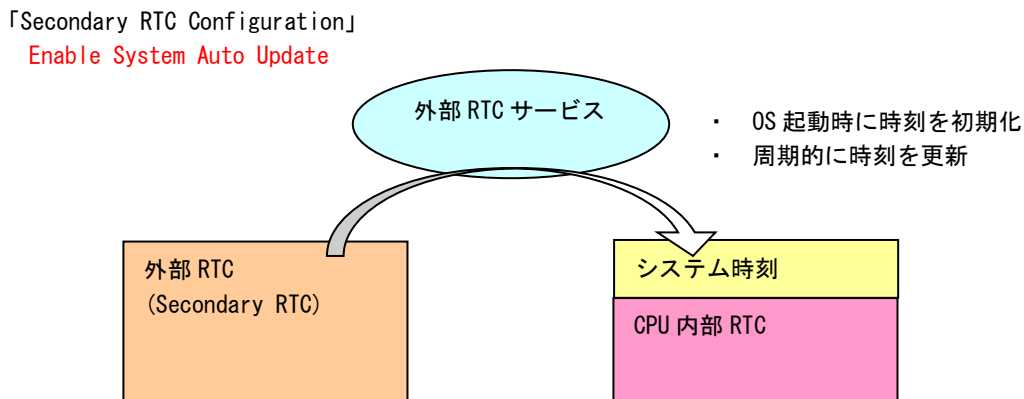 「Secondary RTC Configuration」
Enable System Auto Update
外部 RTC サービス
・ OS 起動時に時刻を初期化
・ 周期的に時刻を更新
外部 RTC
(Secondary RTC)
システム時刻
CPU 内部 RTC